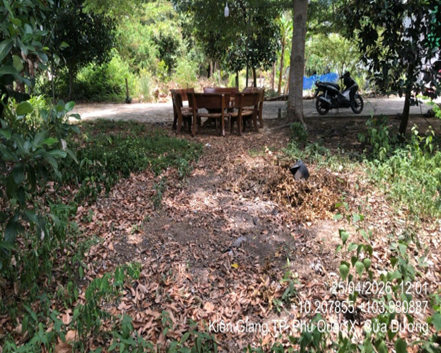 25/04/2026, 12:01
10.207855, +103.990887
Kiên Giang,TP. Phú Quốc,X. Cửa Dương